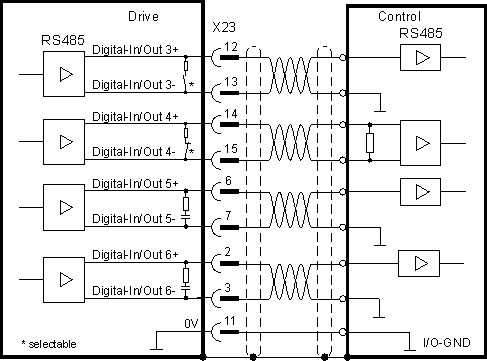 Drive
X23
Control
RS485
RS485
Digital-In/Out 3+
12
Digital-In/Out 3-
*
13
Digital-In/Out 4+
14
Digital-In/Out 4-
*
15
Digital-In/Out 5+
6
Digital-In/Out 5-
7
Digital-In/Out 6+
2
Digital-In/Out 6-
3
0V
11
* selectable
I/O-GND